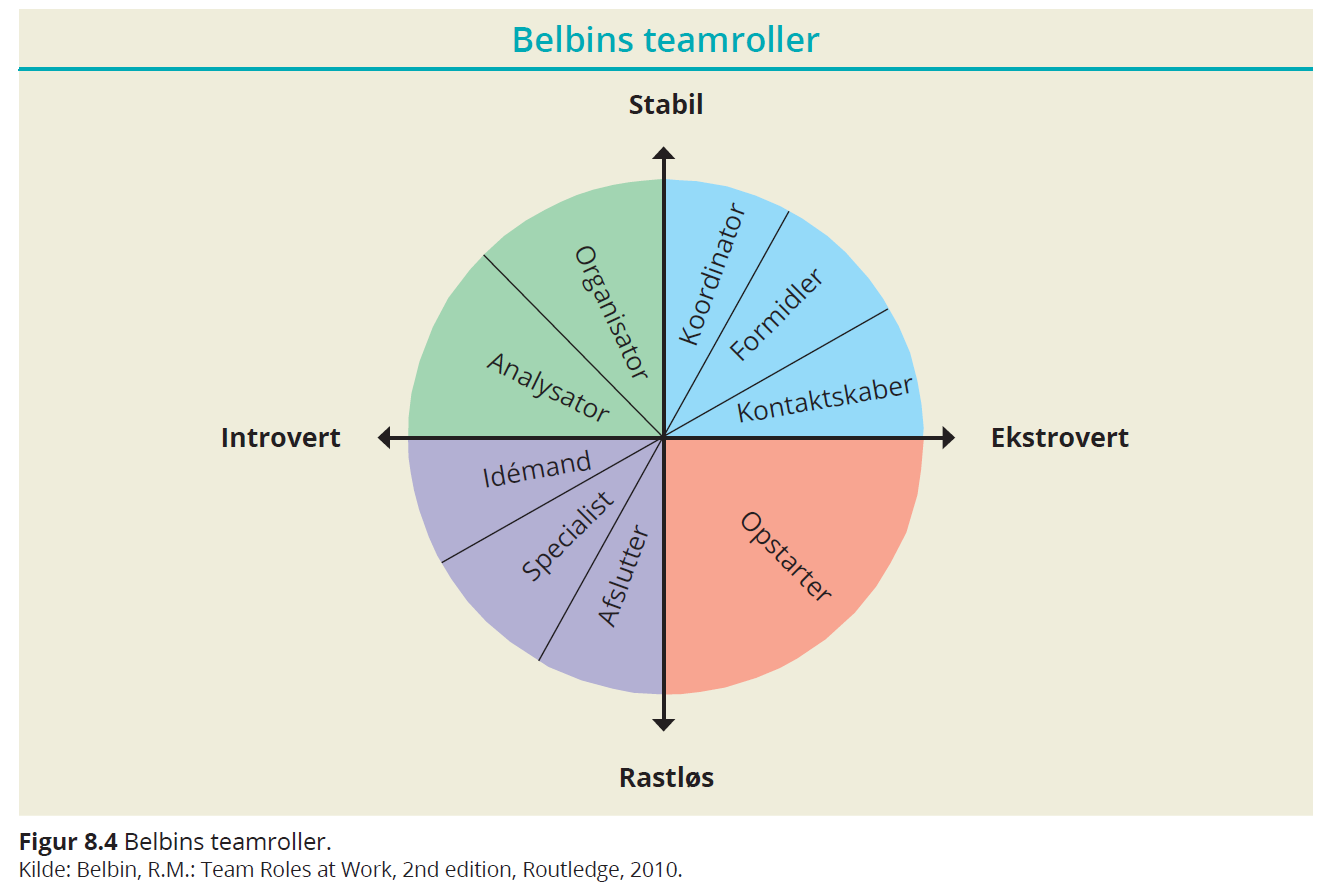 Belbins teamroller
Stabil
Organisator
Koordinator
Formidler
Analysator
Kontaktskaber
Introvert
Ekstrovert
Idémand
Specialist
Afslutter
Opstarter
Rastløs
Figur 8.4 Belbins teamroller.
Kilde: Belbin, R.M.: Team Roles at Work, 2nd edition, Routledge, 2010.